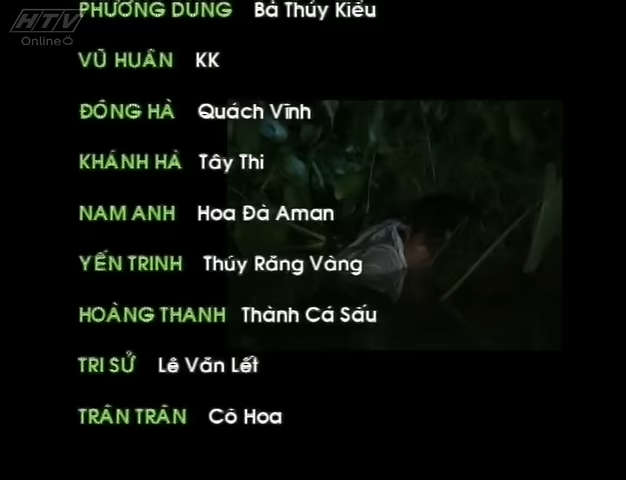 HTV
Online
PHƯƠNG DUNG Bà Thúy Kiều
VŨ HUÂN KK
ĐÔNG HÀ Quách Vĩnh
KHÁNH HÀ Tây Thi
NAM ANH Hoa Đà Aman
YẾN TRINH Thúy Răng Vàng
HOÀNG THANH Thành Cá Sấu
TRI SỬ Lê Văn Lết
TRÂN TRÂN Cò Hoa